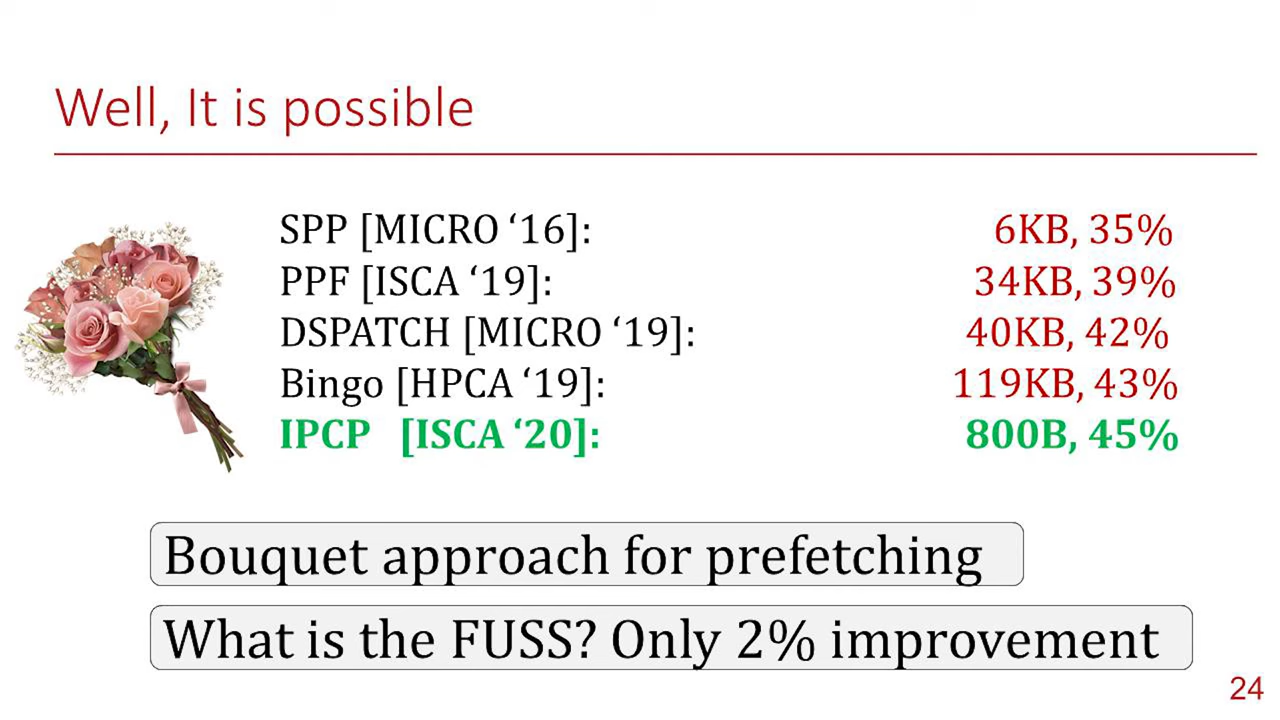 Well, It is possible
SPP [MICRO ‘16]: 6KB, 35%
PPF [ISCA ‘19]: 34KB, 39%
DSPATCH [MICRO ‘19]: 40KB, 42%
Bingo [HPCA ‘19]: 119KB, 43%
IPCP [ISCA ‘20]: 800B, 45%
Bouquet approach for prefetching
What is the FUSS? Only 2% improvement
24